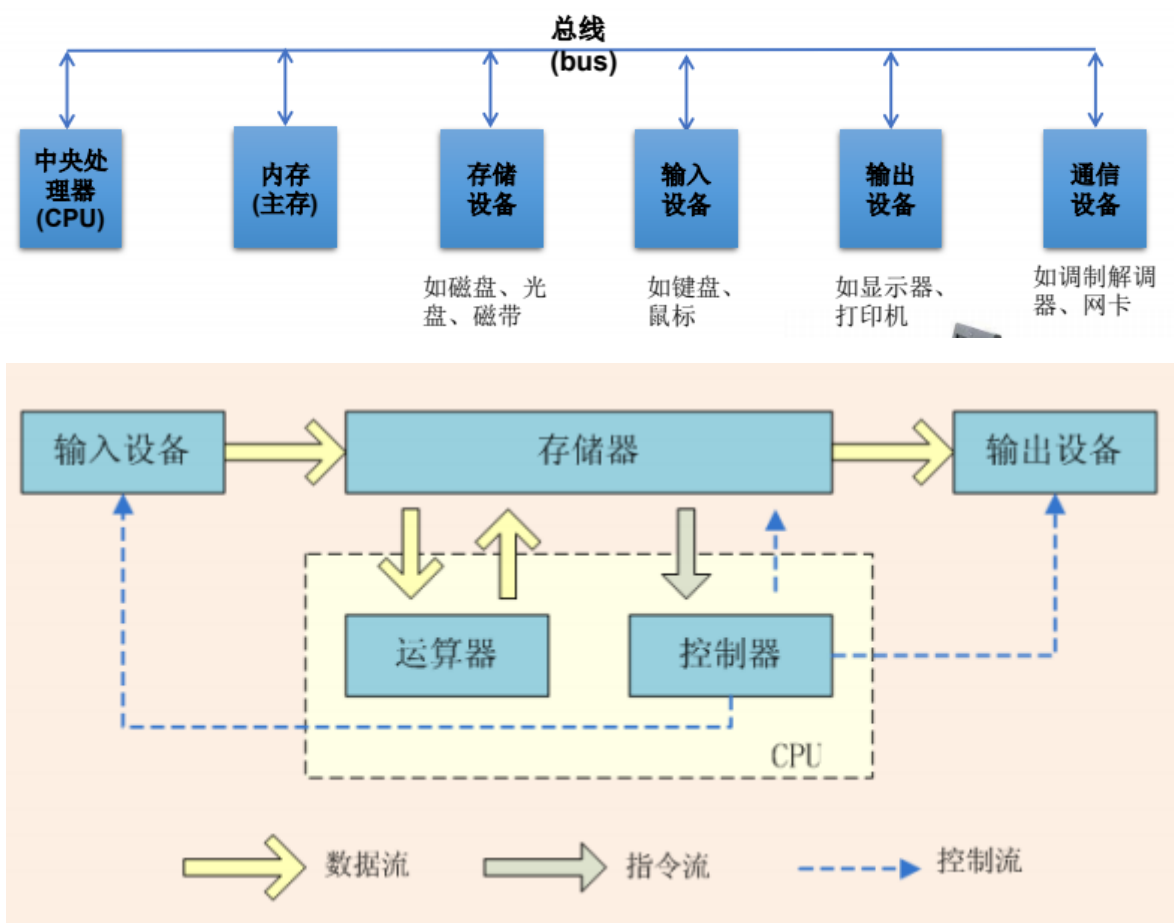 总线
(bus)
中央处
理器
(CPU)
内存
(主存)
存储
设备
输入
设备
输出
设备
通信
设备
如磁盘、光
盘、磁带
如键盘、
鼠标
如显示器、
打印机
如调制解调
器、网卡
输入设备
存储器
输出设备
运算器
控制器
CPU
数据流
指令流
控制流